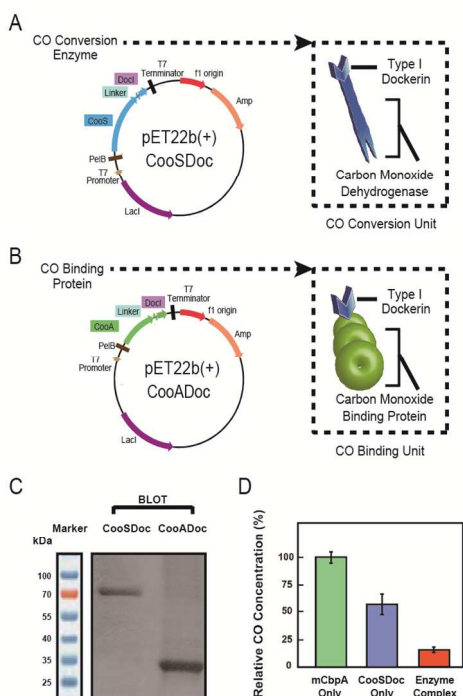 A
CO Conversion
Enzyme
T7
Terminator
DocI
Linker
f1 origin
CooS
Amp
pET22b(+)
CooSDoc
PelB
T7
Promoter
LacI
Type I
Dockerin
Carbon Monoxide
Dehydrogenase
CO Conversion Unit
B
CO Binding
Protein
T7
Terminator
DocI
Linker
f1 origin
CooA
Amp
PelB
T7
Promoter
pET22b(+)
CooADoc
LacI
Type I
Dockerin
Carbon Monoxide
Binding Protein
CO Binding Unit
C
BLOT
Marker CooSDoc CooADoc
kDa
100
70
55
40
35
25
D
Relative CO Concentration (%)
100
75
50
25
0
mCbpA
Only
CooSDoc
Only
Enzyme
Complex